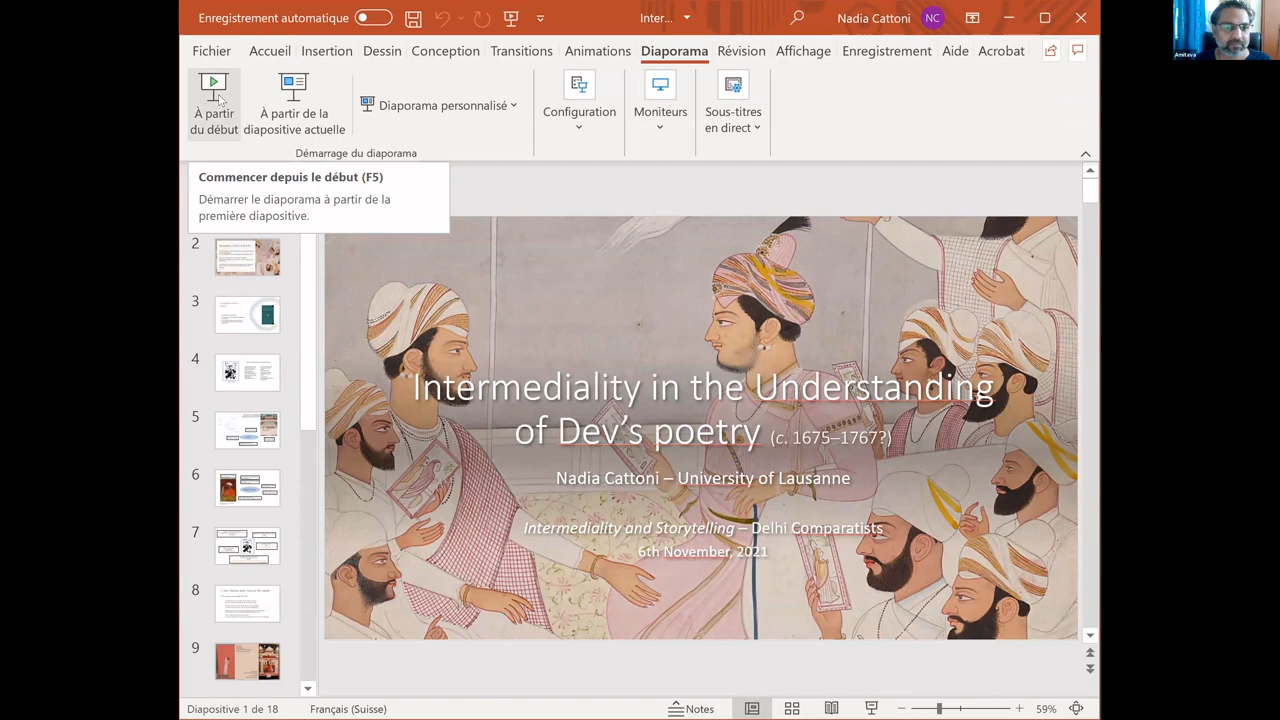 Enregistrement automatique
Inter...
Nadia Cattoni
NC
Fichier Accueil Insertion Dessin Conception Transitions Animations Diaporama Révision Affichage Enregistrement Aide Acrobat
À partir
du début
À partir de la
diapositive actuelle
Diaporama personnalisé
Configuration
Moniteurs
Sous-titres
en direct
Démarrage du diaporama
Commencer depuis le début (F5)
Démarrer le diaporama à partir de la
première diapositive.
2
3
4
5
6
7
8
9
Intermediality in the Understanding
of Dev's poetry (c. 1675–1767?)
Nadia Cattoni – University of Lausanne
Intermediality and Storytelling – Delhi Comparatists
6th November, 2021
Diapositive 1 de 18
Français (Suisse)
Notes
59%
Amitava